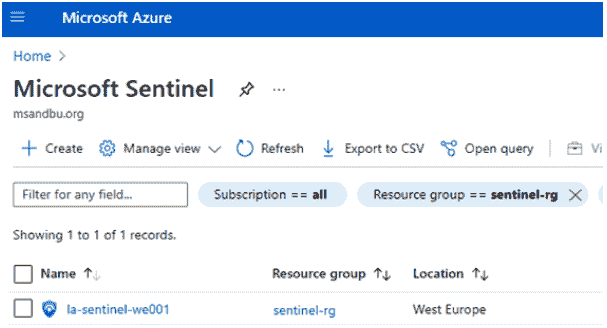 Microsoft Azure
Home >
Microsoft Sentinel ...
msandbu.org
+ Create Manage view Refresh Export to CSV Open query Vi
Filter for any field... Subscription == all Resource group == sentinel-rg ×
Showing 1 to 1 of 1 records.
Name ↑↓ Resource group ↑↓ Location ↑↓
la-sentinel-we001 sentinel-rg West Europe